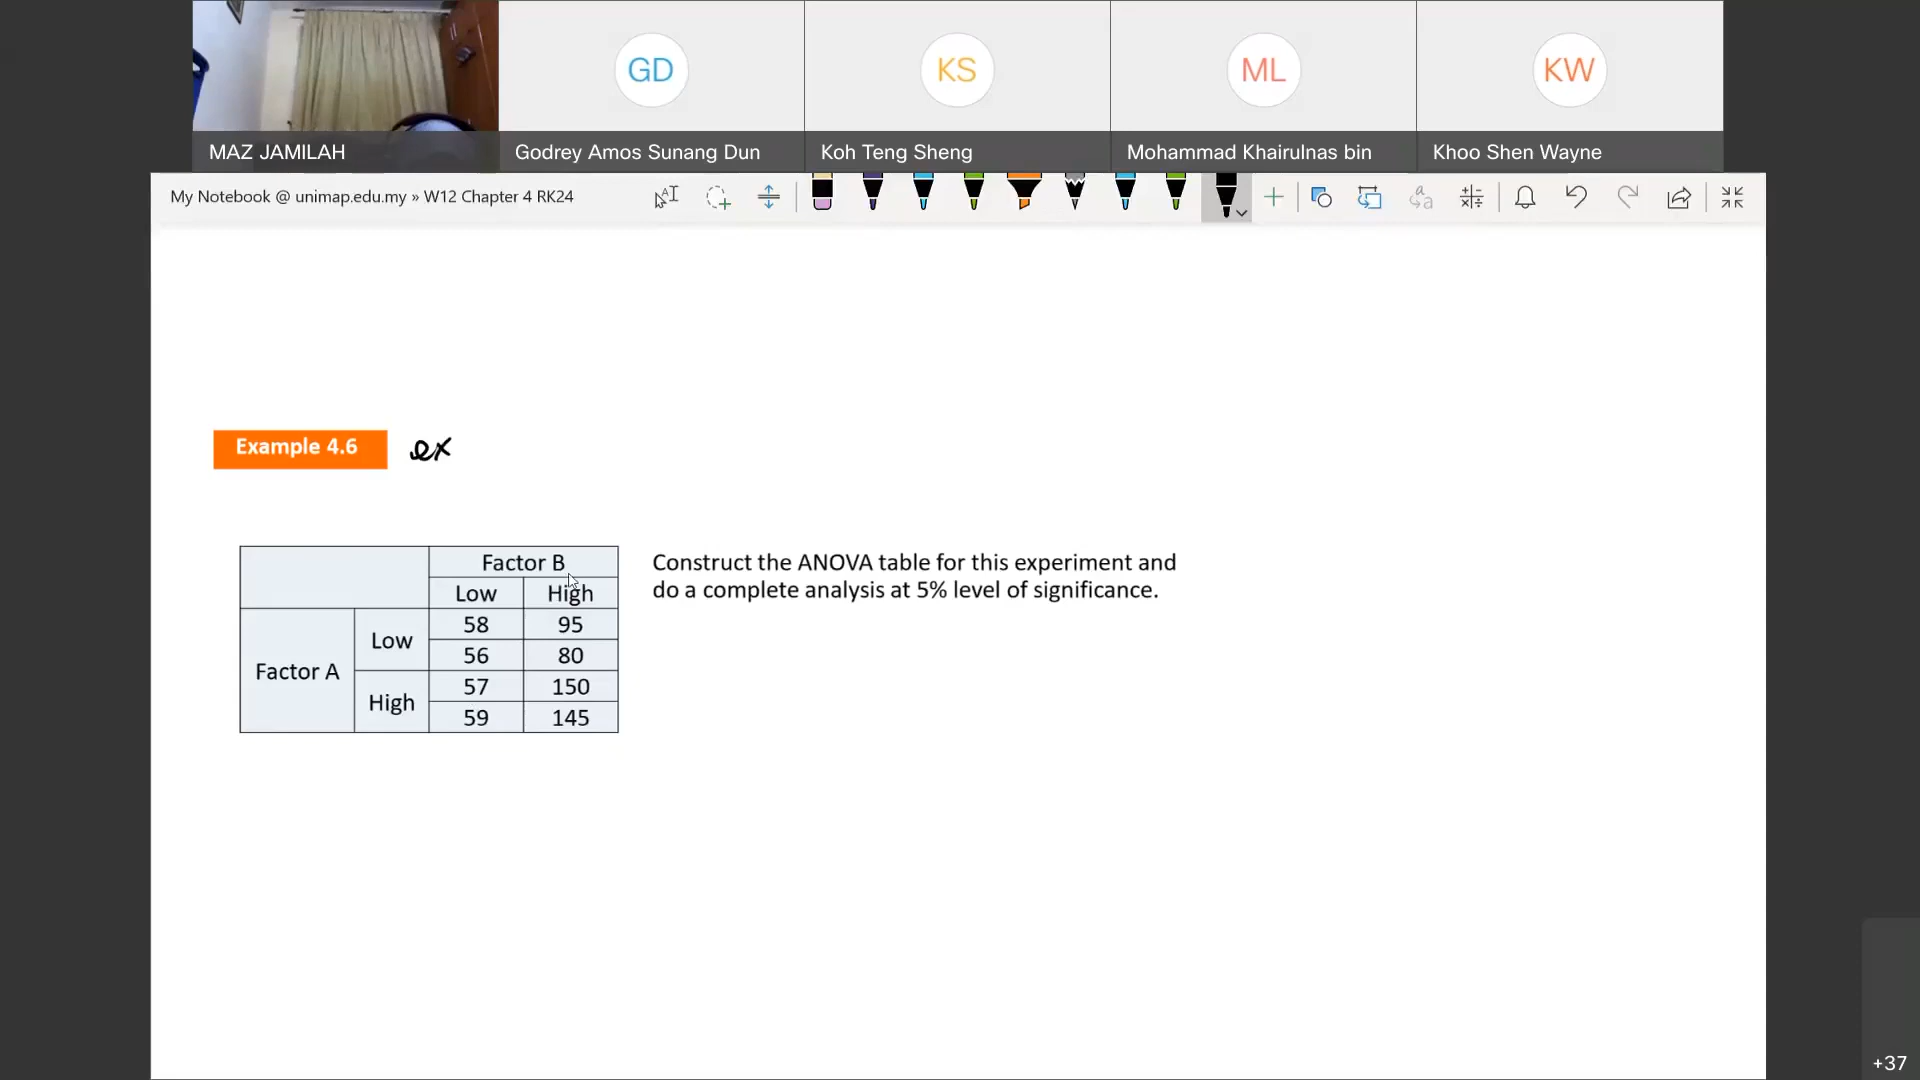 GD
KS
ML
KW
MAZ JAMILAH
Godrey Amos Sunang Dun
Koh Teng Sheng
Mohammad Khairulnas bin
Khoo Shen Wayne
My Notebook @ unimap.edu.my » W12 Chapter 4 RK24
Example 4.6 ex
Factor B
Low High
Factor A Low 58 95
56 80
High 57 150
59 145
Construct the ANOVA table for this experiment and
do a complete analysis at 5% level of significance.
+37